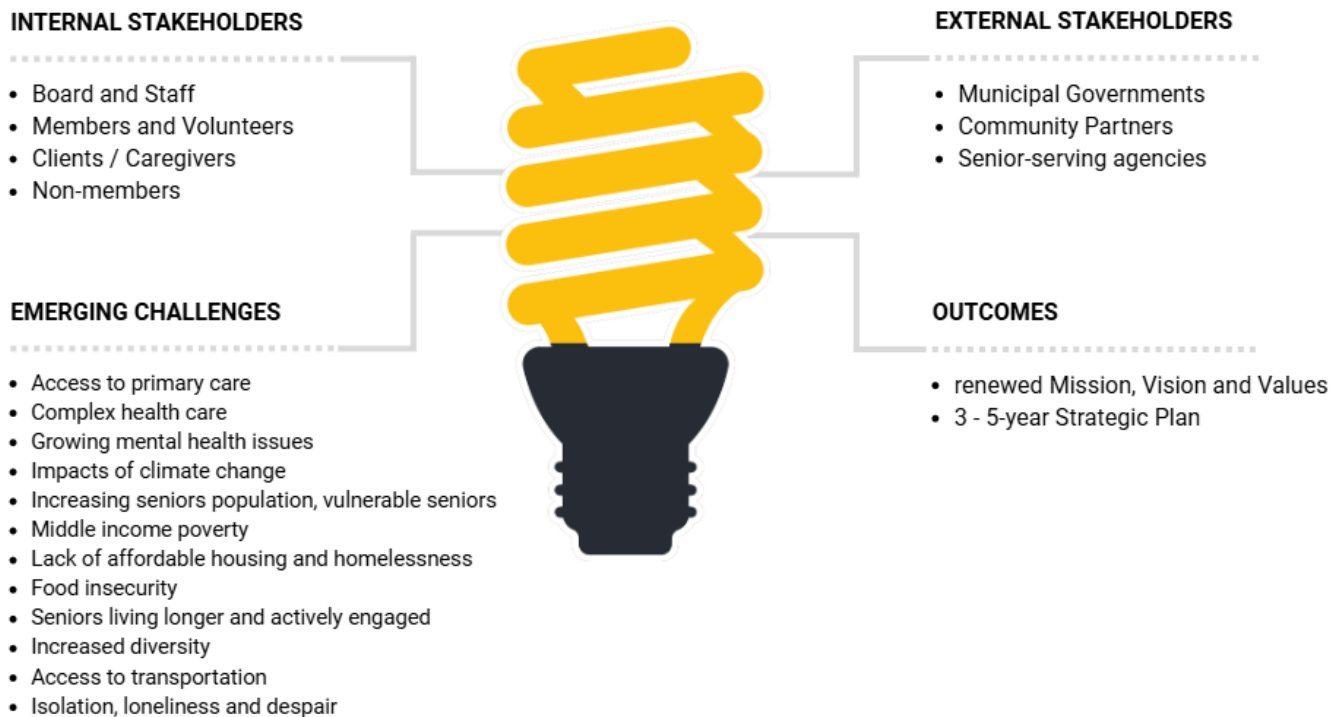 INTERNAL STAKEHOLDERS
• Board and Staff
• Members and Volunteers
• Clients / Caregivers
• Non-members
EXTERNAL STAKEHOLDERS
• Municipal Governments
• Community Partners
• Senior-serving agencies
EMERGING CHALLENGES
• Access to primary care
• Complex health care
• Growing mental health issues
• Impacts of climate change
• Increasing seniors population, vulnerable seniors
• Middle income poverty
• Lack of affordable housing and homelessness
• Food insecurity
• Seniors living longer and actively engaged
• Increased diversity
• Access to transportation
• Isolation, loneliness and despair
OUTCOMES
• renewed Mission, Vision and Values
• 3 - 5-year Strategic Plan